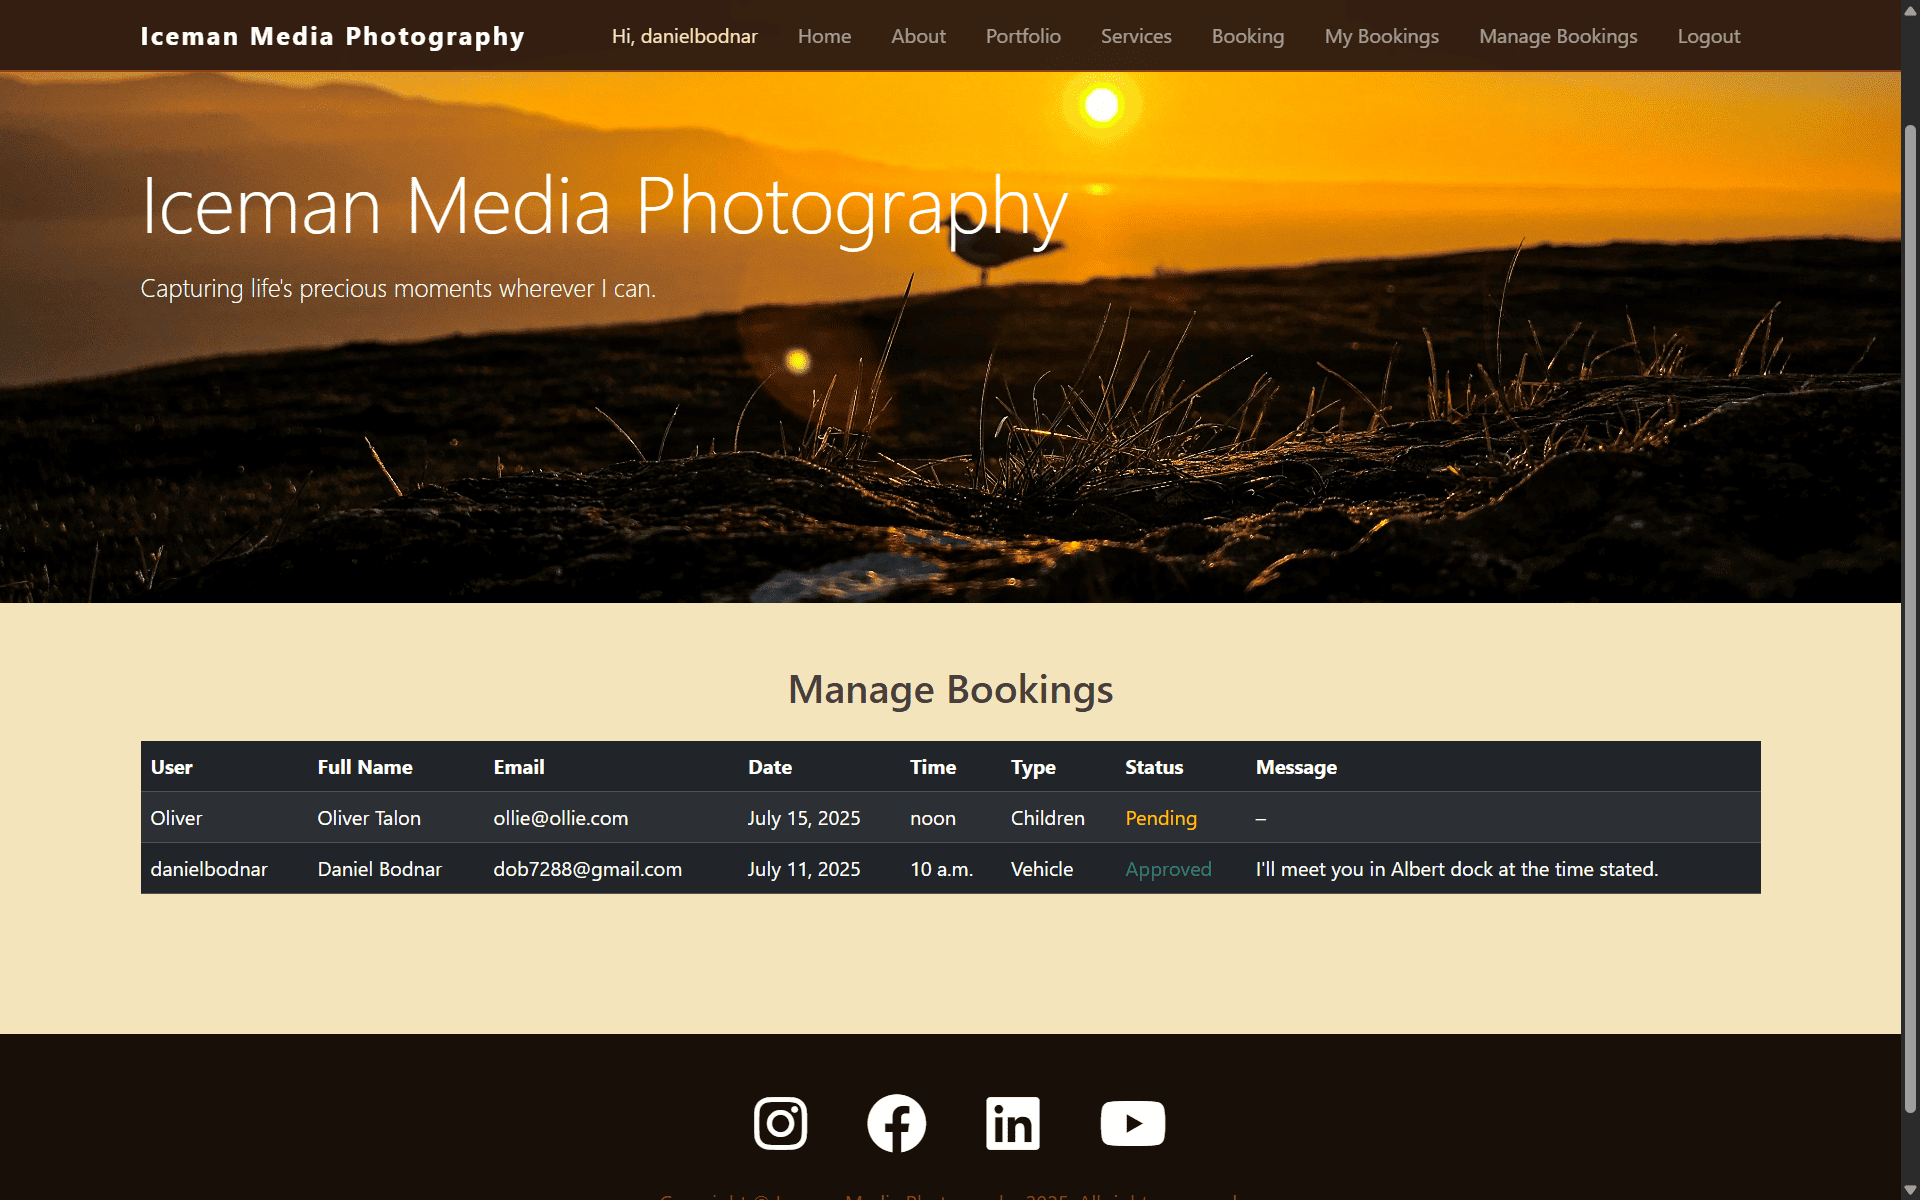 Iceman Media Photography Hi, danielbodnar Home About Portfolio Services Booking My Bookings Manage Bookings Logout
Iceman Media Photography
Capturing life's precious moments wherever I can.
Manage Bookings
User Full Name Email Date Time Type Status Message
Oliver Oliver Talon ollie@ollie.com July 15, 2025 noon Children Pending –
danielbodnar Daniel Bodnar dob7288@gmail.com July 11, 2025 10 a.m. Vehicle Approved I'll meet you in Albert dock at the time stated.